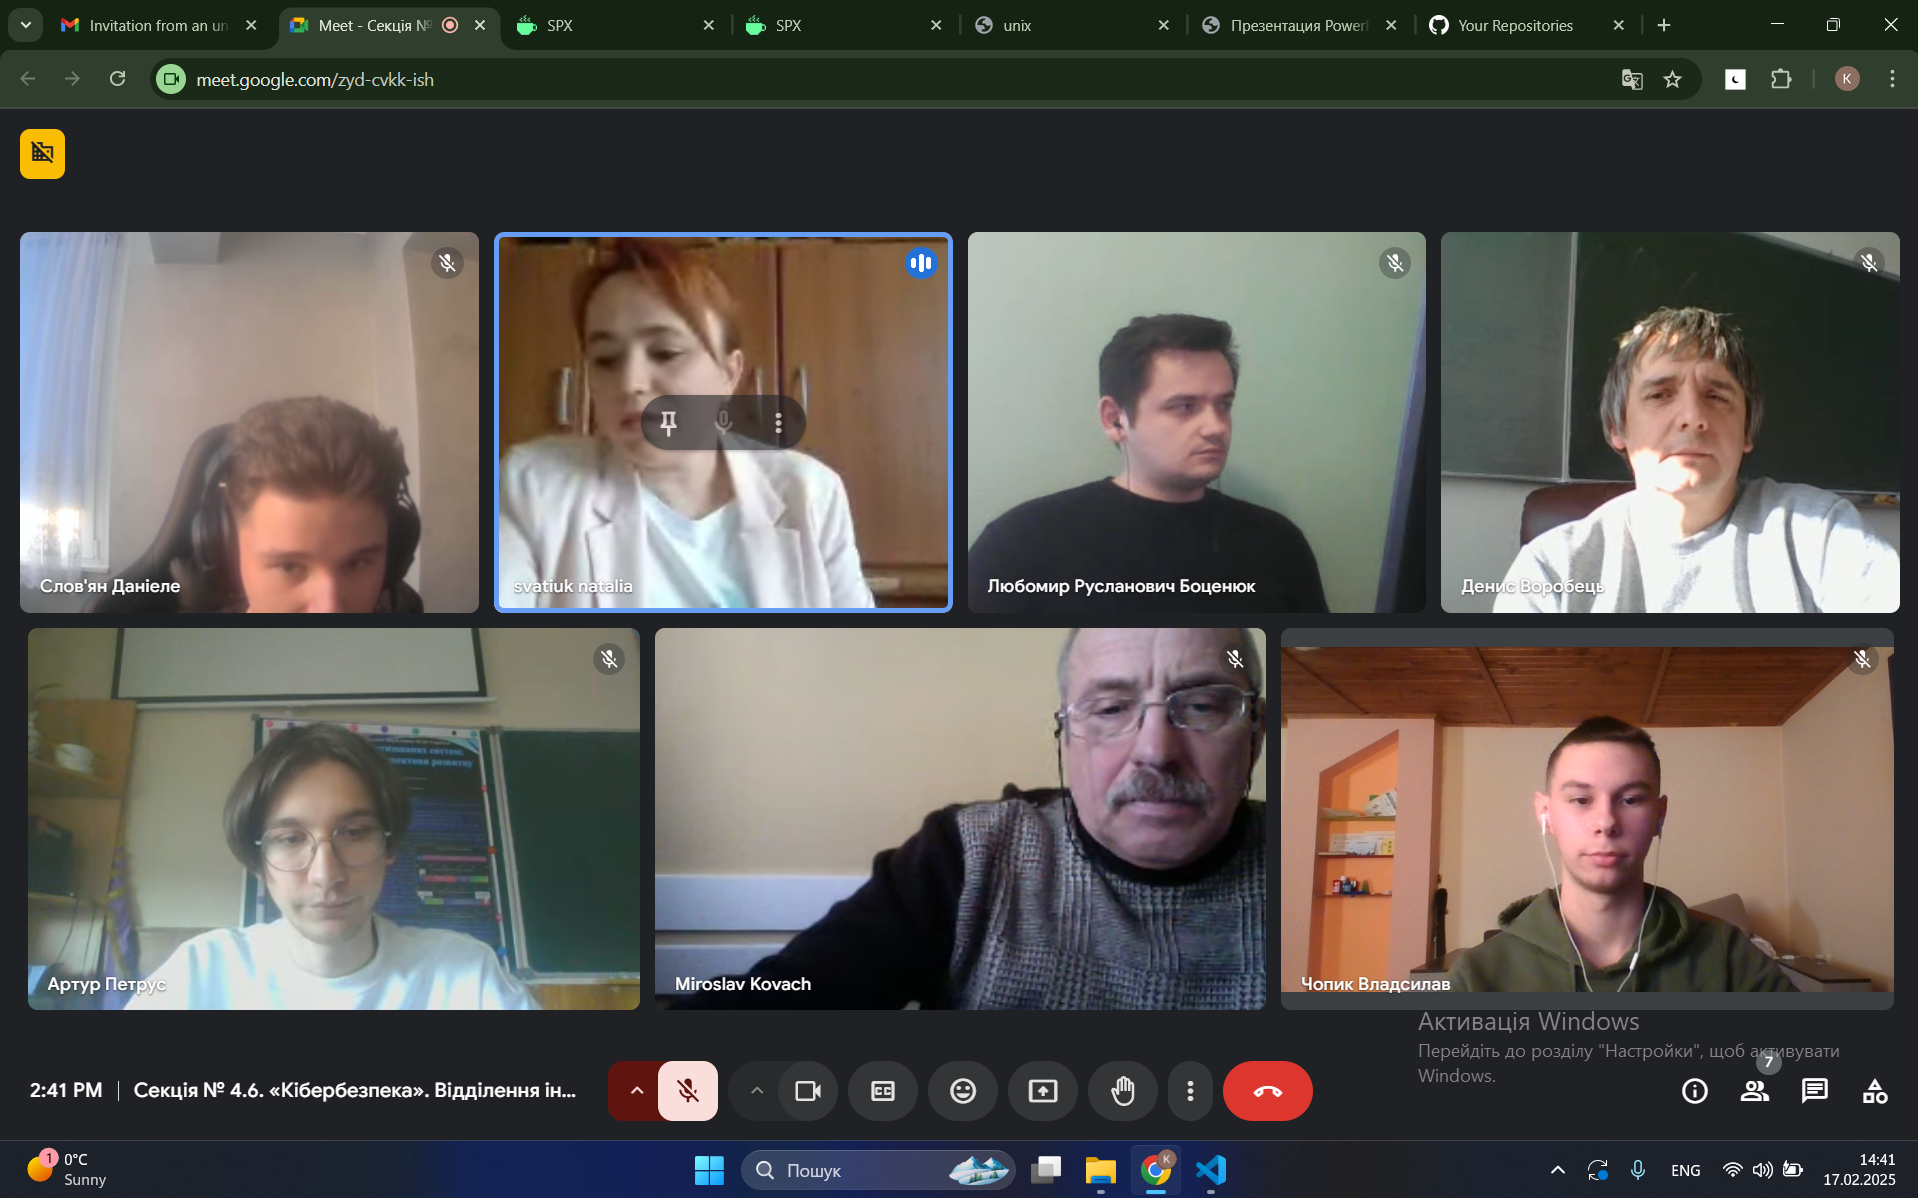 Invitation from an un
Meet - Секція №
SPX
SPX
unix
Презентация PowerP
Your Repositories
meet.google.com/zyd-cvkk-ish
K
Слов'ян Даніеле
svatiuk natalia
Любомир Русланович Боценюк
Денис Воробець
Артур Петрус
Miroslav Kovach
Чопик Владсилав
Активація Windows
Перейдіть до розділу "Настройки", щоб активувати
Windows.
7
2:41 PM
Секція № 4.6. «Кібербезпека». Відділення ін...
CC
1
0°C
Sunny
Пошук
K
ENG
14:41
17.02.2025